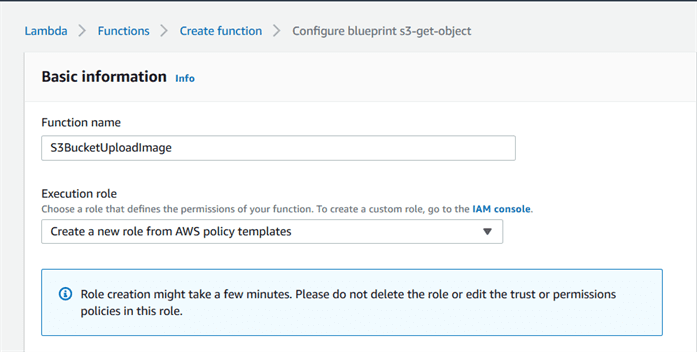 Lambda > Functions > Create function > Configure blueprint s3-get-object
Basic information Info
Function name
S3BucketUploadImage
Execution role
Choose a role that defines the permissions of your function. To create a custom role, go to the IAM console.
Create a new role from AWS policy templates
Role creation might take a few minutes. Please do not delete the role or edit the trust or permissions
policies in this role.